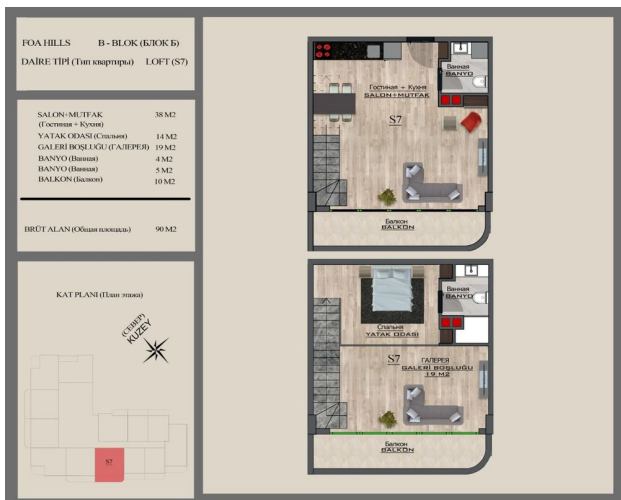 FOA HILLS B - BLOK (БЛОК Б)
DAİRE TİPİ (Тип квартиры) LOFT (S7)
SALON+MUTFAK 38 M2
(Гостиная + Кухня)
YATAK ODASI (Спальня) 14 M2
GALERİ BOŞLUĞU (ГАЛЕРЕЯ) 19 M2
BANYO (Ванная) 4 M2
BANYO (Ванная) 5 M2
BALKON (Балкон) 10 M2
BRÜT ALAN (Общая площадь) 90 M2
KAT PLANI (План этажа)
(СЕВЕР)
KUZEY
S7
Ванная
BANYO
Гостиная + Кухня
SALON+MUTFAK
S7
Балкон
BALKON
Ванная
BANYO
Спальня
YATAK ODASI
S7 ГАЛЕРЕЯ
GALERİ BOŞLUĞU
19 M2
Балкон
BALKON